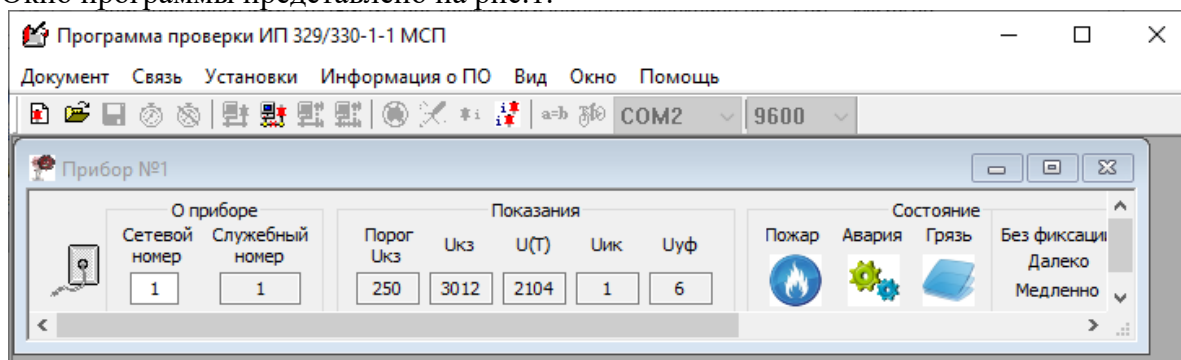 Окно программы представлено на рис.1.
Программа проверки ИП 329/330-1-1 МСП
Документ Связь Установки Информация о ПО Вид Окно Помощь
a=b COM2 9600
Прибор №1
О приборе Показания Состояние
Сетевой номер Служебный номер Порог Uкз Uкз U(T) Uик Uуф Пожар Авария Грязь Без фиксации
Далеко
1 1 250 3012 2104 1 6 Медленно